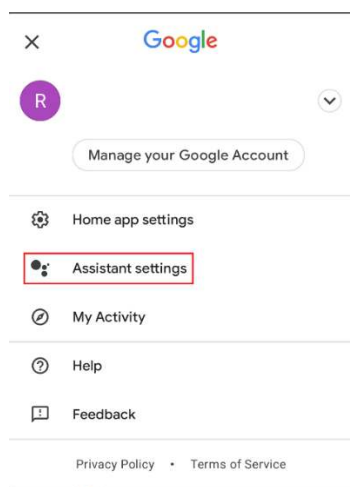 Google
R
Manage your Google Account
Home app settings
Assistant settings
My Activity
Help
Feedback
Privacy Policy • Terms of Service